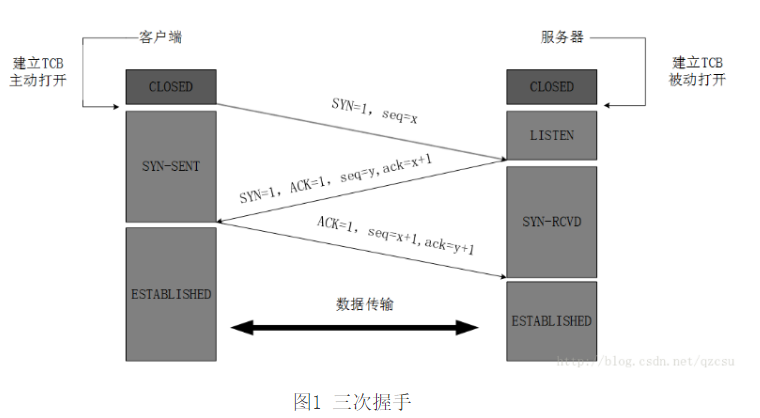 客户端
服务器
建立TCB
主动打开
建立TCB
被动打开
CLOSED
CLOSED
SYN=1, seq=x
LISTEN
SYN-SENT
SYN=1, ACK=1, seq=y,ack=x+1
SYN-RCVD
ACK=1, seq=x+1,ack=y+1
ESTABLISHED
数据传输
ESTABLISHED
http://blog.csdn.net/qzcsu
图1 三次握手